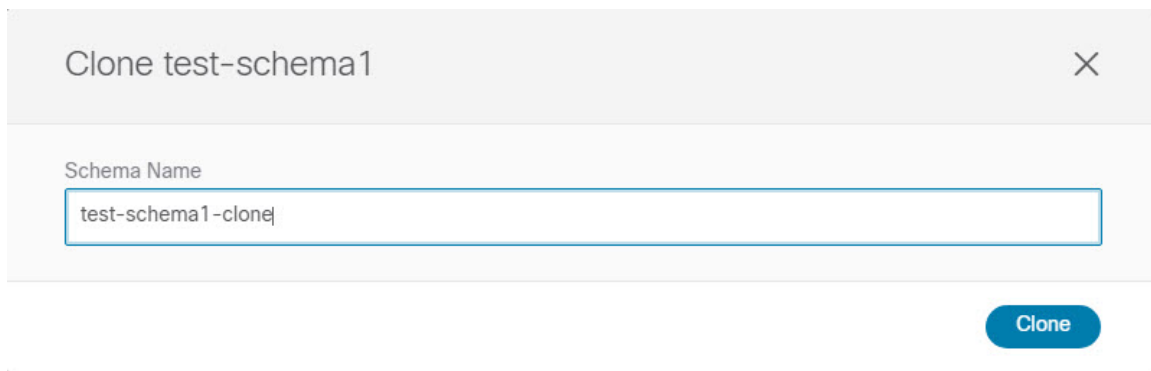 Clone test-schema1
Schema Name
test-schema1-clone
Clone